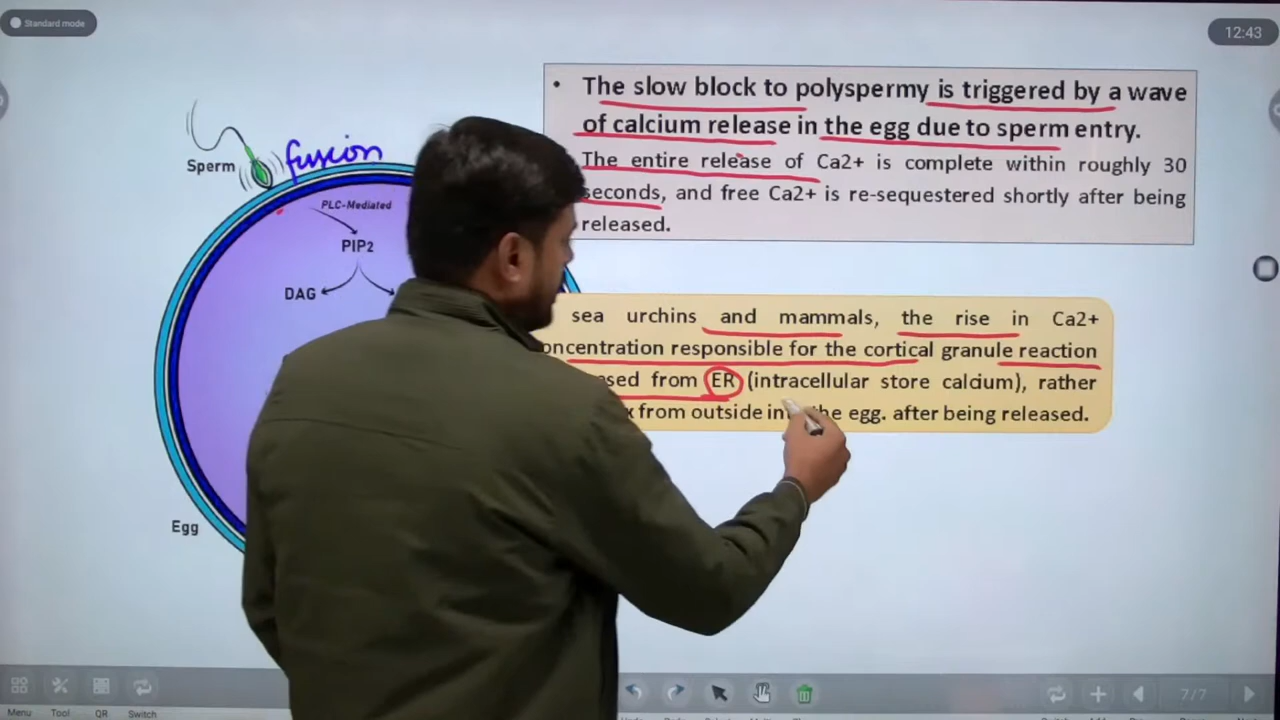 Standard mode
12:43
• The slow block to polyspermy is triggered by a wave
of calcium release in the egg due to sperm entry.
The entire release of Ca2+ is complete within roughly 30
seconds, and free Ca2+ is re-sequestered shortly after being
released.
fusion
Sperm
PLC-Mediated
PIP2
DAG
Egg
sea urchins and mammals, the rise in Ca2+
concentration responsible for the cortical granule reaction
from ER (intracellular store calcium), rather
from outside the egg. after being released.
Menu
Tool
QR
Switch
7/7